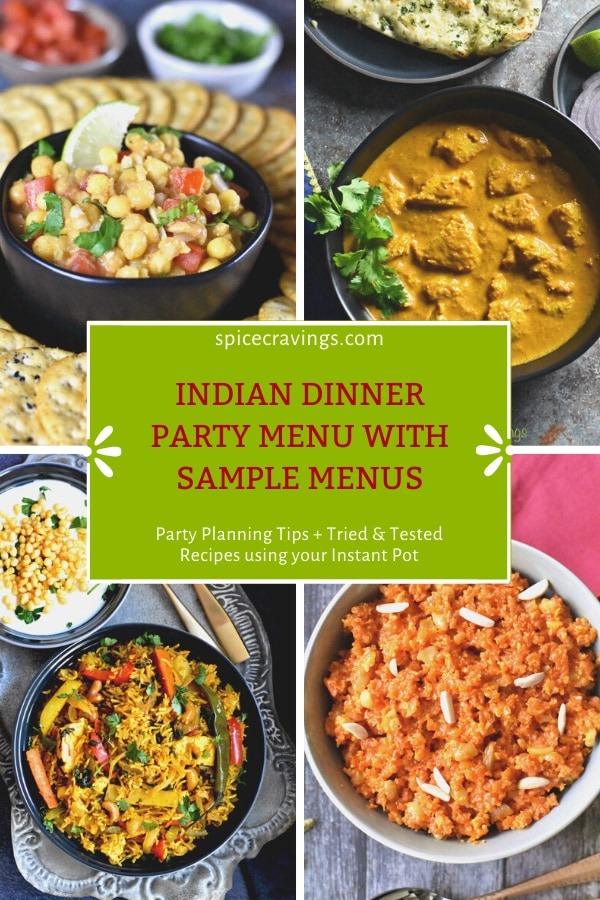 spicecravings.com
INDIAN DINNER
PARTY MENU WITH
SAMPLE MENUS
Party Planning Tips + Tried & Tested
Recipes using your Instant Pot